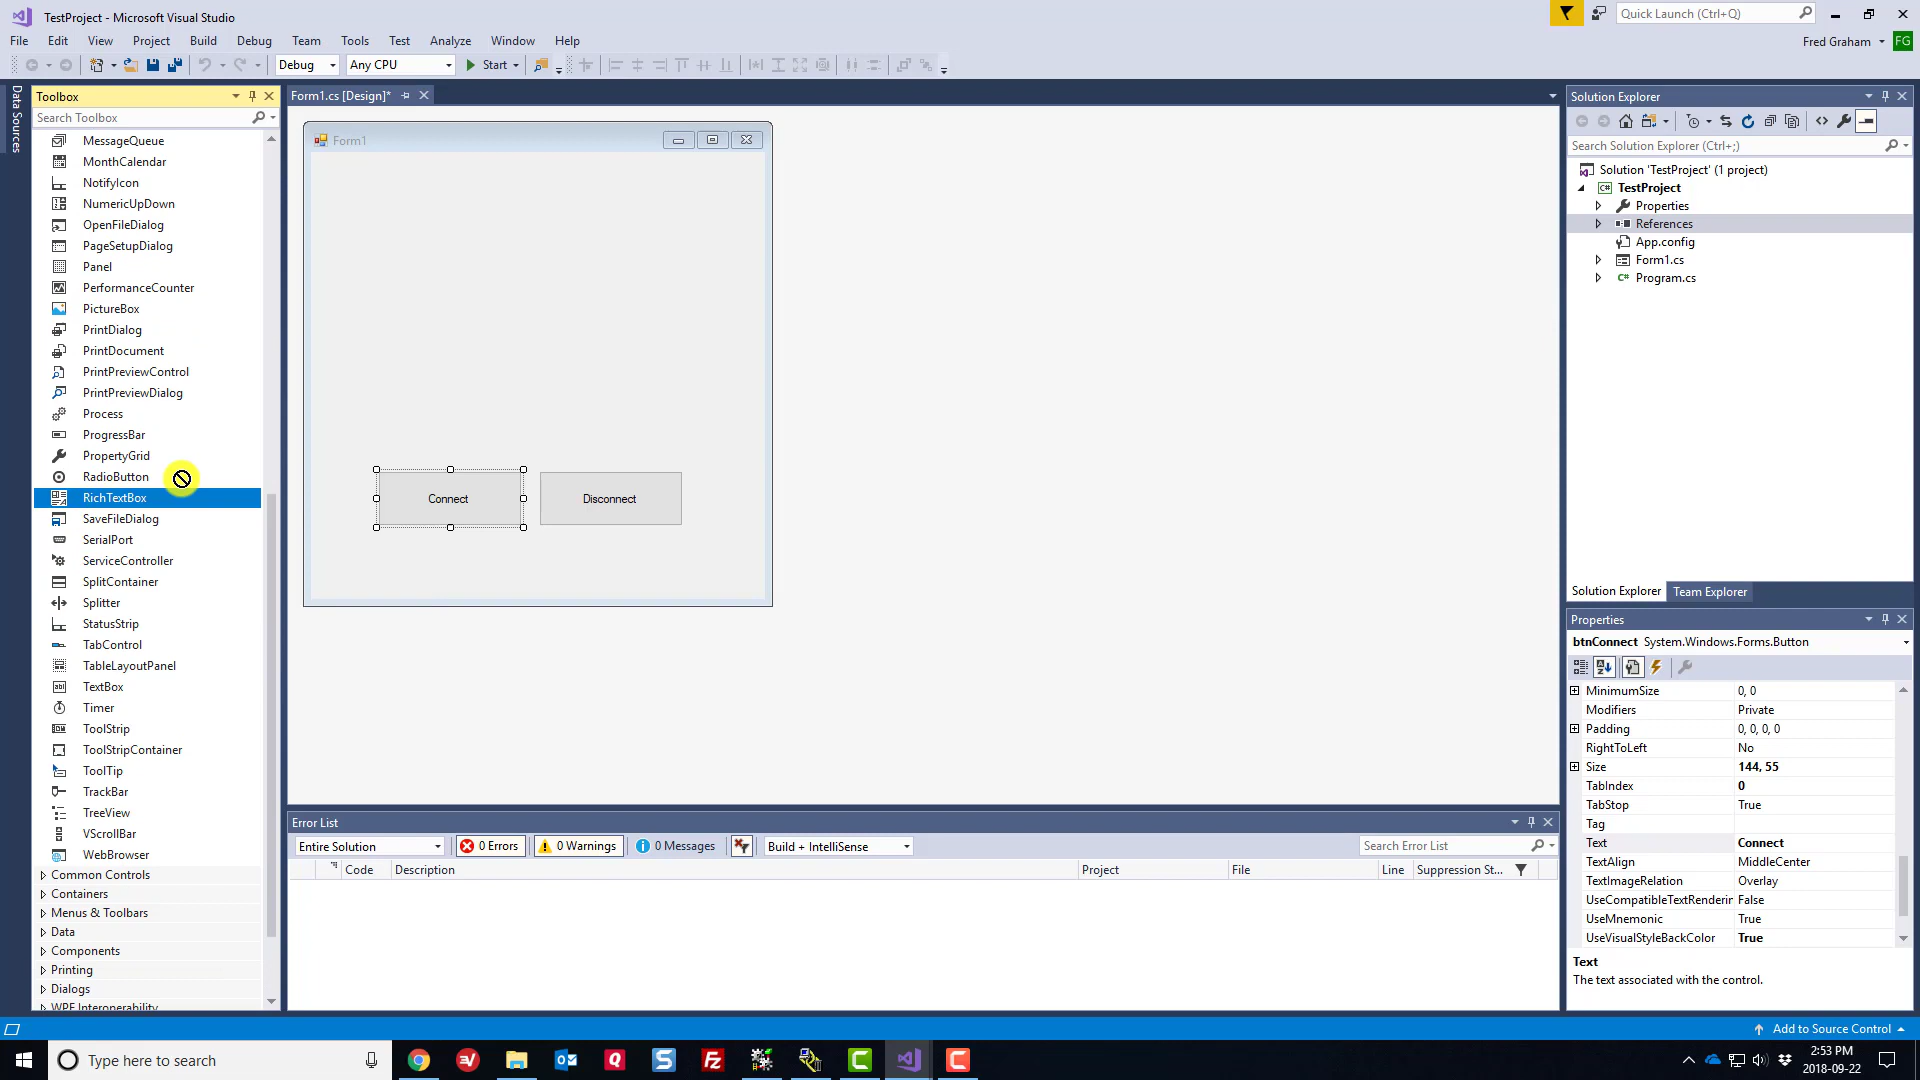 TestProject - Microsoft Visual Studio
Quick Launch (Ctrl+Q)
File Edit View Project Build Debug Team Tools Test Analyze Window Help
Fred Graham FG
Debug Any CPU Start
Data Sources
Toolbox
Search Toolbox
MessageQueue
MonthCalendar
NotifyIcon
NumericUpDown
OpenFileDialog
PageSetupDialog
Panel
PerformanceCounter
PictureBox
PrintDialog
PrintDocument
PrintPreviewControl
PrintPreviewDialog
Process
ProgressBar
PropertyGrid
RadioButton
RichTextBox
SaveFileDialog
SerialPort
ServiceController
SplitContainer
Splitter
StatusStrip
TabControl
TableLayoutPanel
TextBox
Timer
ToolStrip
ToolStripContainer
ToolTip
TrackBar
TreeView
VScrollBar
WebBrowser
Common Controls
Containers
Menus & Toolbars
Data
Components
Printing
Dialogs
WPF Interoperability
Form1.cs [Design]*
Form1
Connect
Disconnect
Error List
Entire Solution 0 Errors 0 Warnings 0 Messages Build + IntelliSense Search Error List
Code Description Project File Line Suppression St...
Solution Explorer
Search Solution Explorer (Ctrl+;)
Solution 'TestProject' (1 project)
TestProject
Properties
References
App.config
Form1.cs
Program.cs
Solution Explorer Team Explorer
Properties
btnConnect System.Windows.Forms.Button
MinimumSize 0, 0
Modifiers Private
Padding 0, 0, 0, 0
RightToLeft No
Size 144, 55
TabIndex 0
TabStop True
Tag
Text Connect
TextAlign MiddleCenter
TextImageRelation Overlay
UseCompatibleTextRenderin False
UseMnemonic True
UseVisualStyleBackColor True
Text
The text associated with the control.
Add to Source Control
Type here to search
2:53 PM
2018-09-22